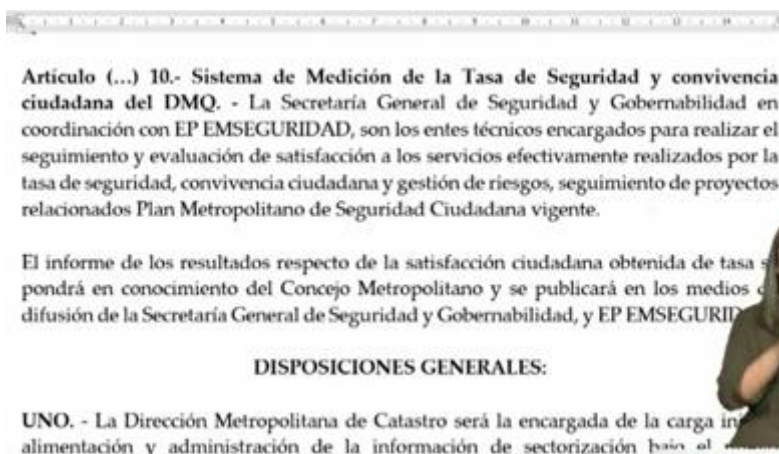 Artículo (...) 10.- Sistema de Medición de la Tasa de Seguridad y convivencia
ciudadana del DMQ. - La Secretaría General de Seguridad y Gobernabilidad en
coordinación con EP EMSEGURIDAD, son los entes técnicos encargados para realizar el
seguimiento y evaluación de satisfacción a los servicios efectivamente realizados por la
tasa de seguridad, convivencia ciudadana y gestión de riesgos, seguimiento de proyectos
relacionados Plan Metropolitano de Seguridad Ciudadana vigente.
El informe de los resultados respecto de la satisfacción ciudadana obtenida de tasa
pondrá en conocimiento del Concejo Metropolitano y se publicará en los medios
difusión de la Secretaría General de Seguridad y Gobernabilidad, y EP
DISPOSICIONES GENERALES:
UNO. - La Dirección Metropolitana de Catastro será la encargada de la carga
alimentación y administración de la información de sectorización bajo el